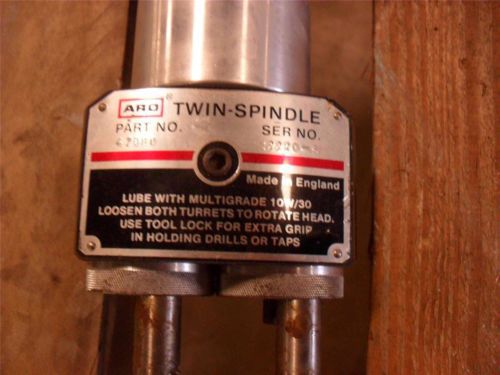 ARO® TWIN-SPINDLE
PART NO. SER NO.
Made in England
LUBE WITH MULTIGRADE 10W/30
LOOSEN BOTH TURRETS TO ROTATE HEAD.
USE TOOL LOCK FOR EXTRA GRIP
IN HOLDING DRILLS OR TAPS